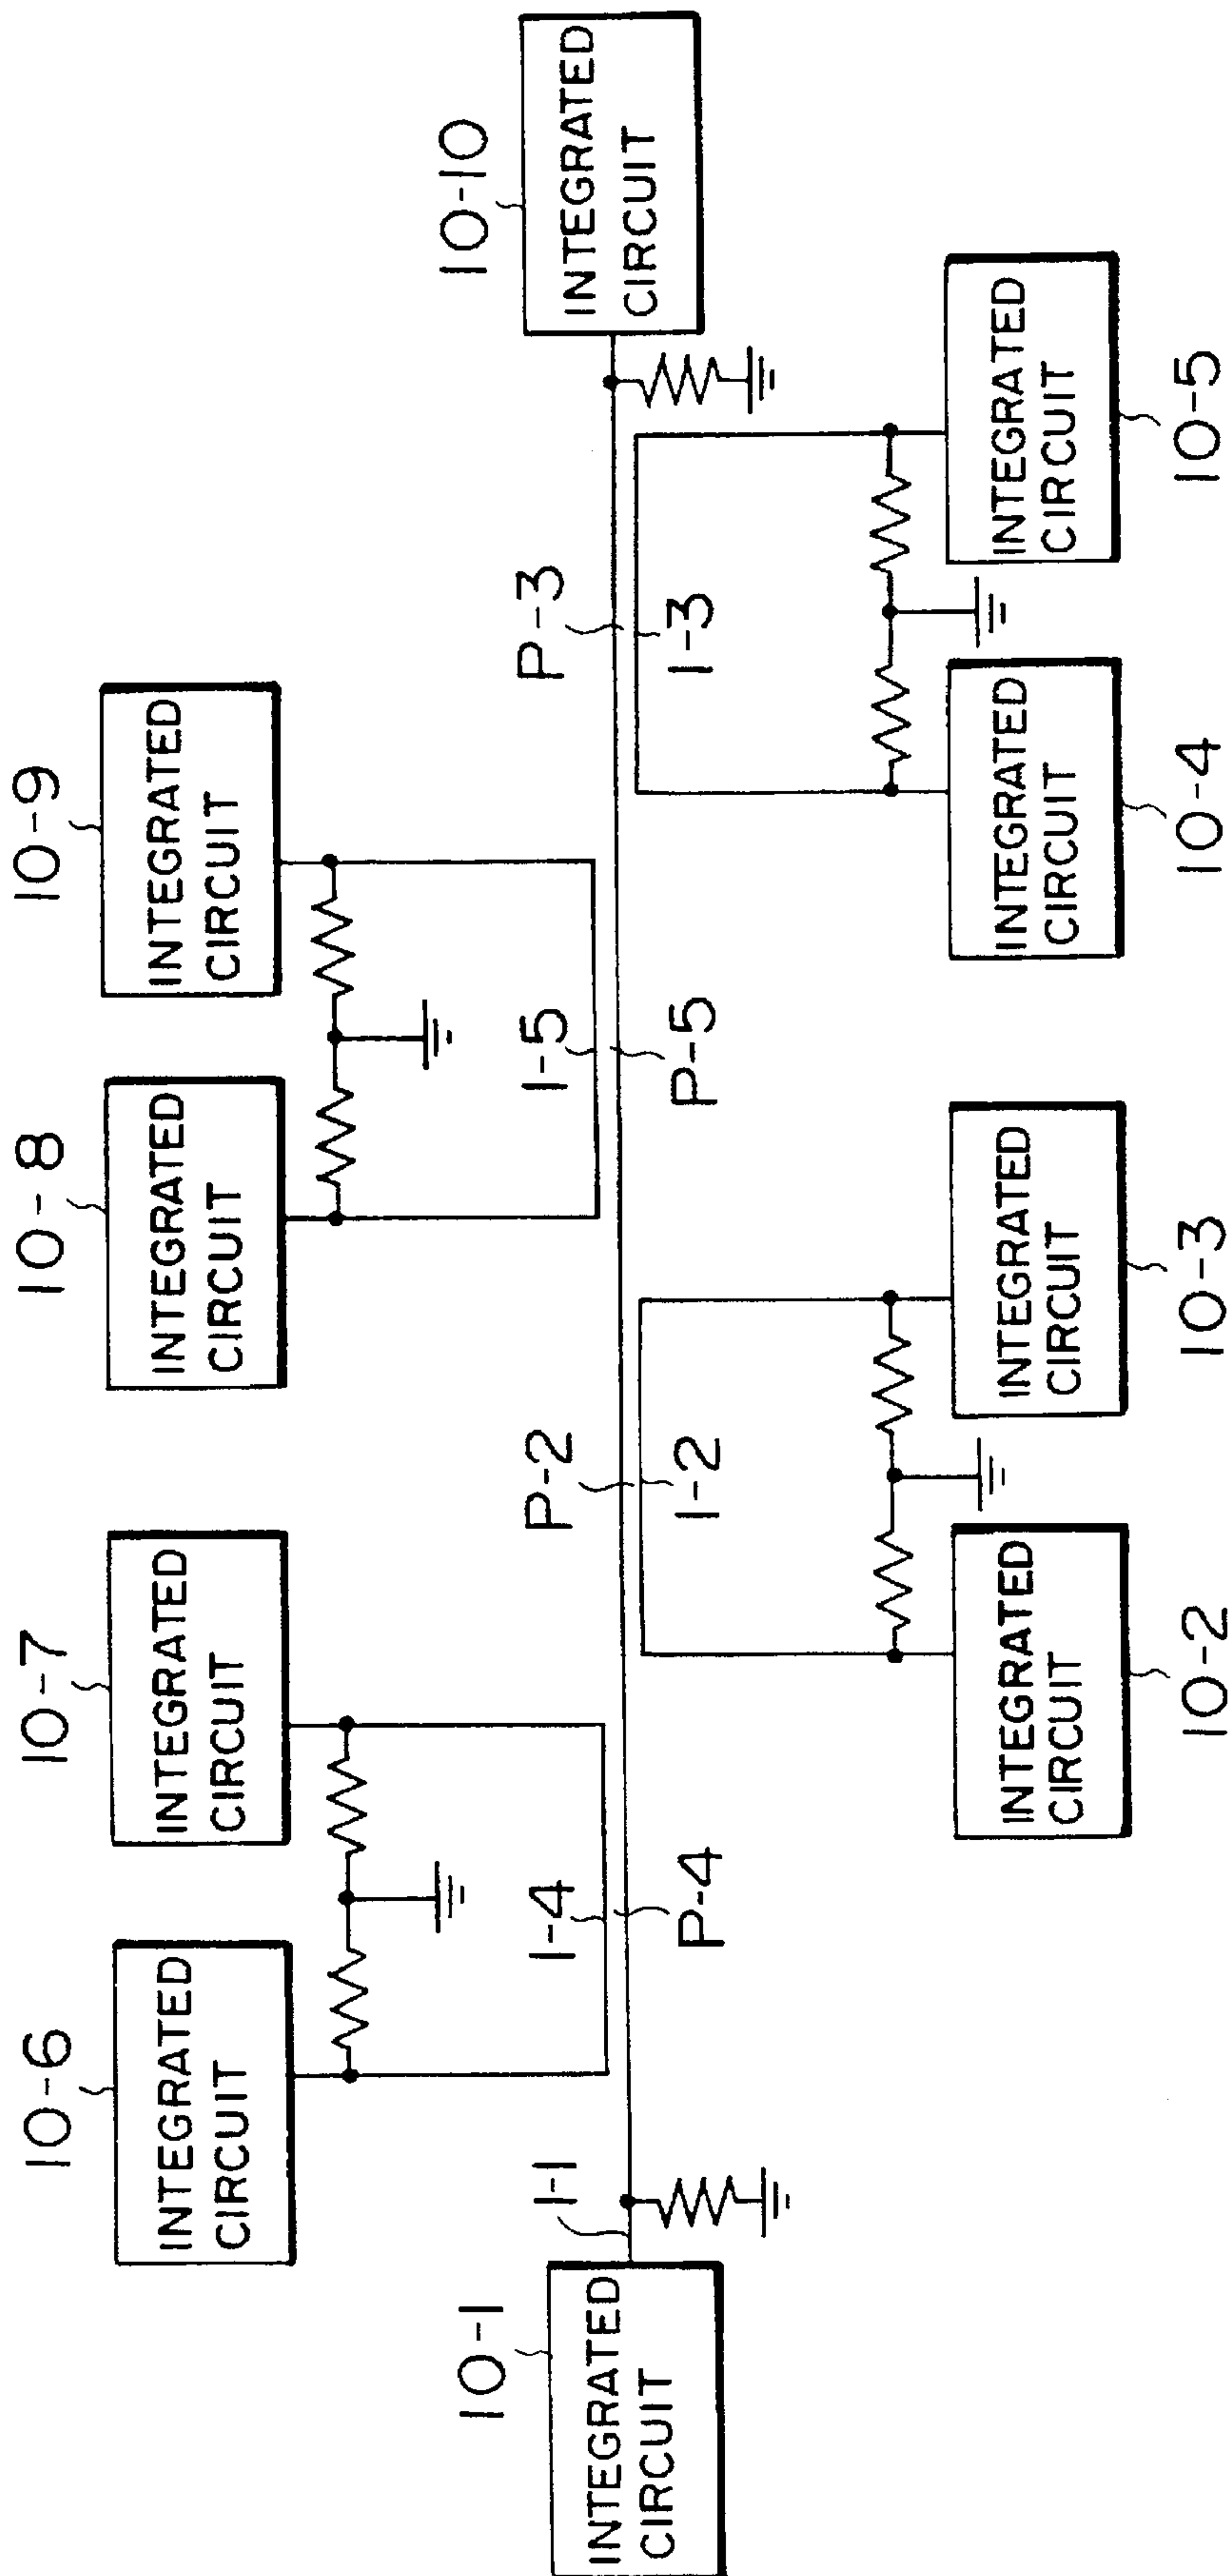 10-6
INTEGRATED
CIRCUIT
10-7
INTEGRATED
CIRCUIT
10-8
INTEGRATED
CIRCUIT
10-9
INTEGRATED
CIRCUIT
10-1
INTEGRATED
CIRCUIT
1-1
1-4
P-4
P-2
1-2
1-5
P-5
P-3
1-3
10-10
INTEGRATED
CIRCUIT
INTEGRATED
CIRCUIT
10-2
INTEGRATED
CIRCUIT
10-3
INTEGRATED
CIRCUIT
10-4
INTEGRATED
CIRCUIT
10-5